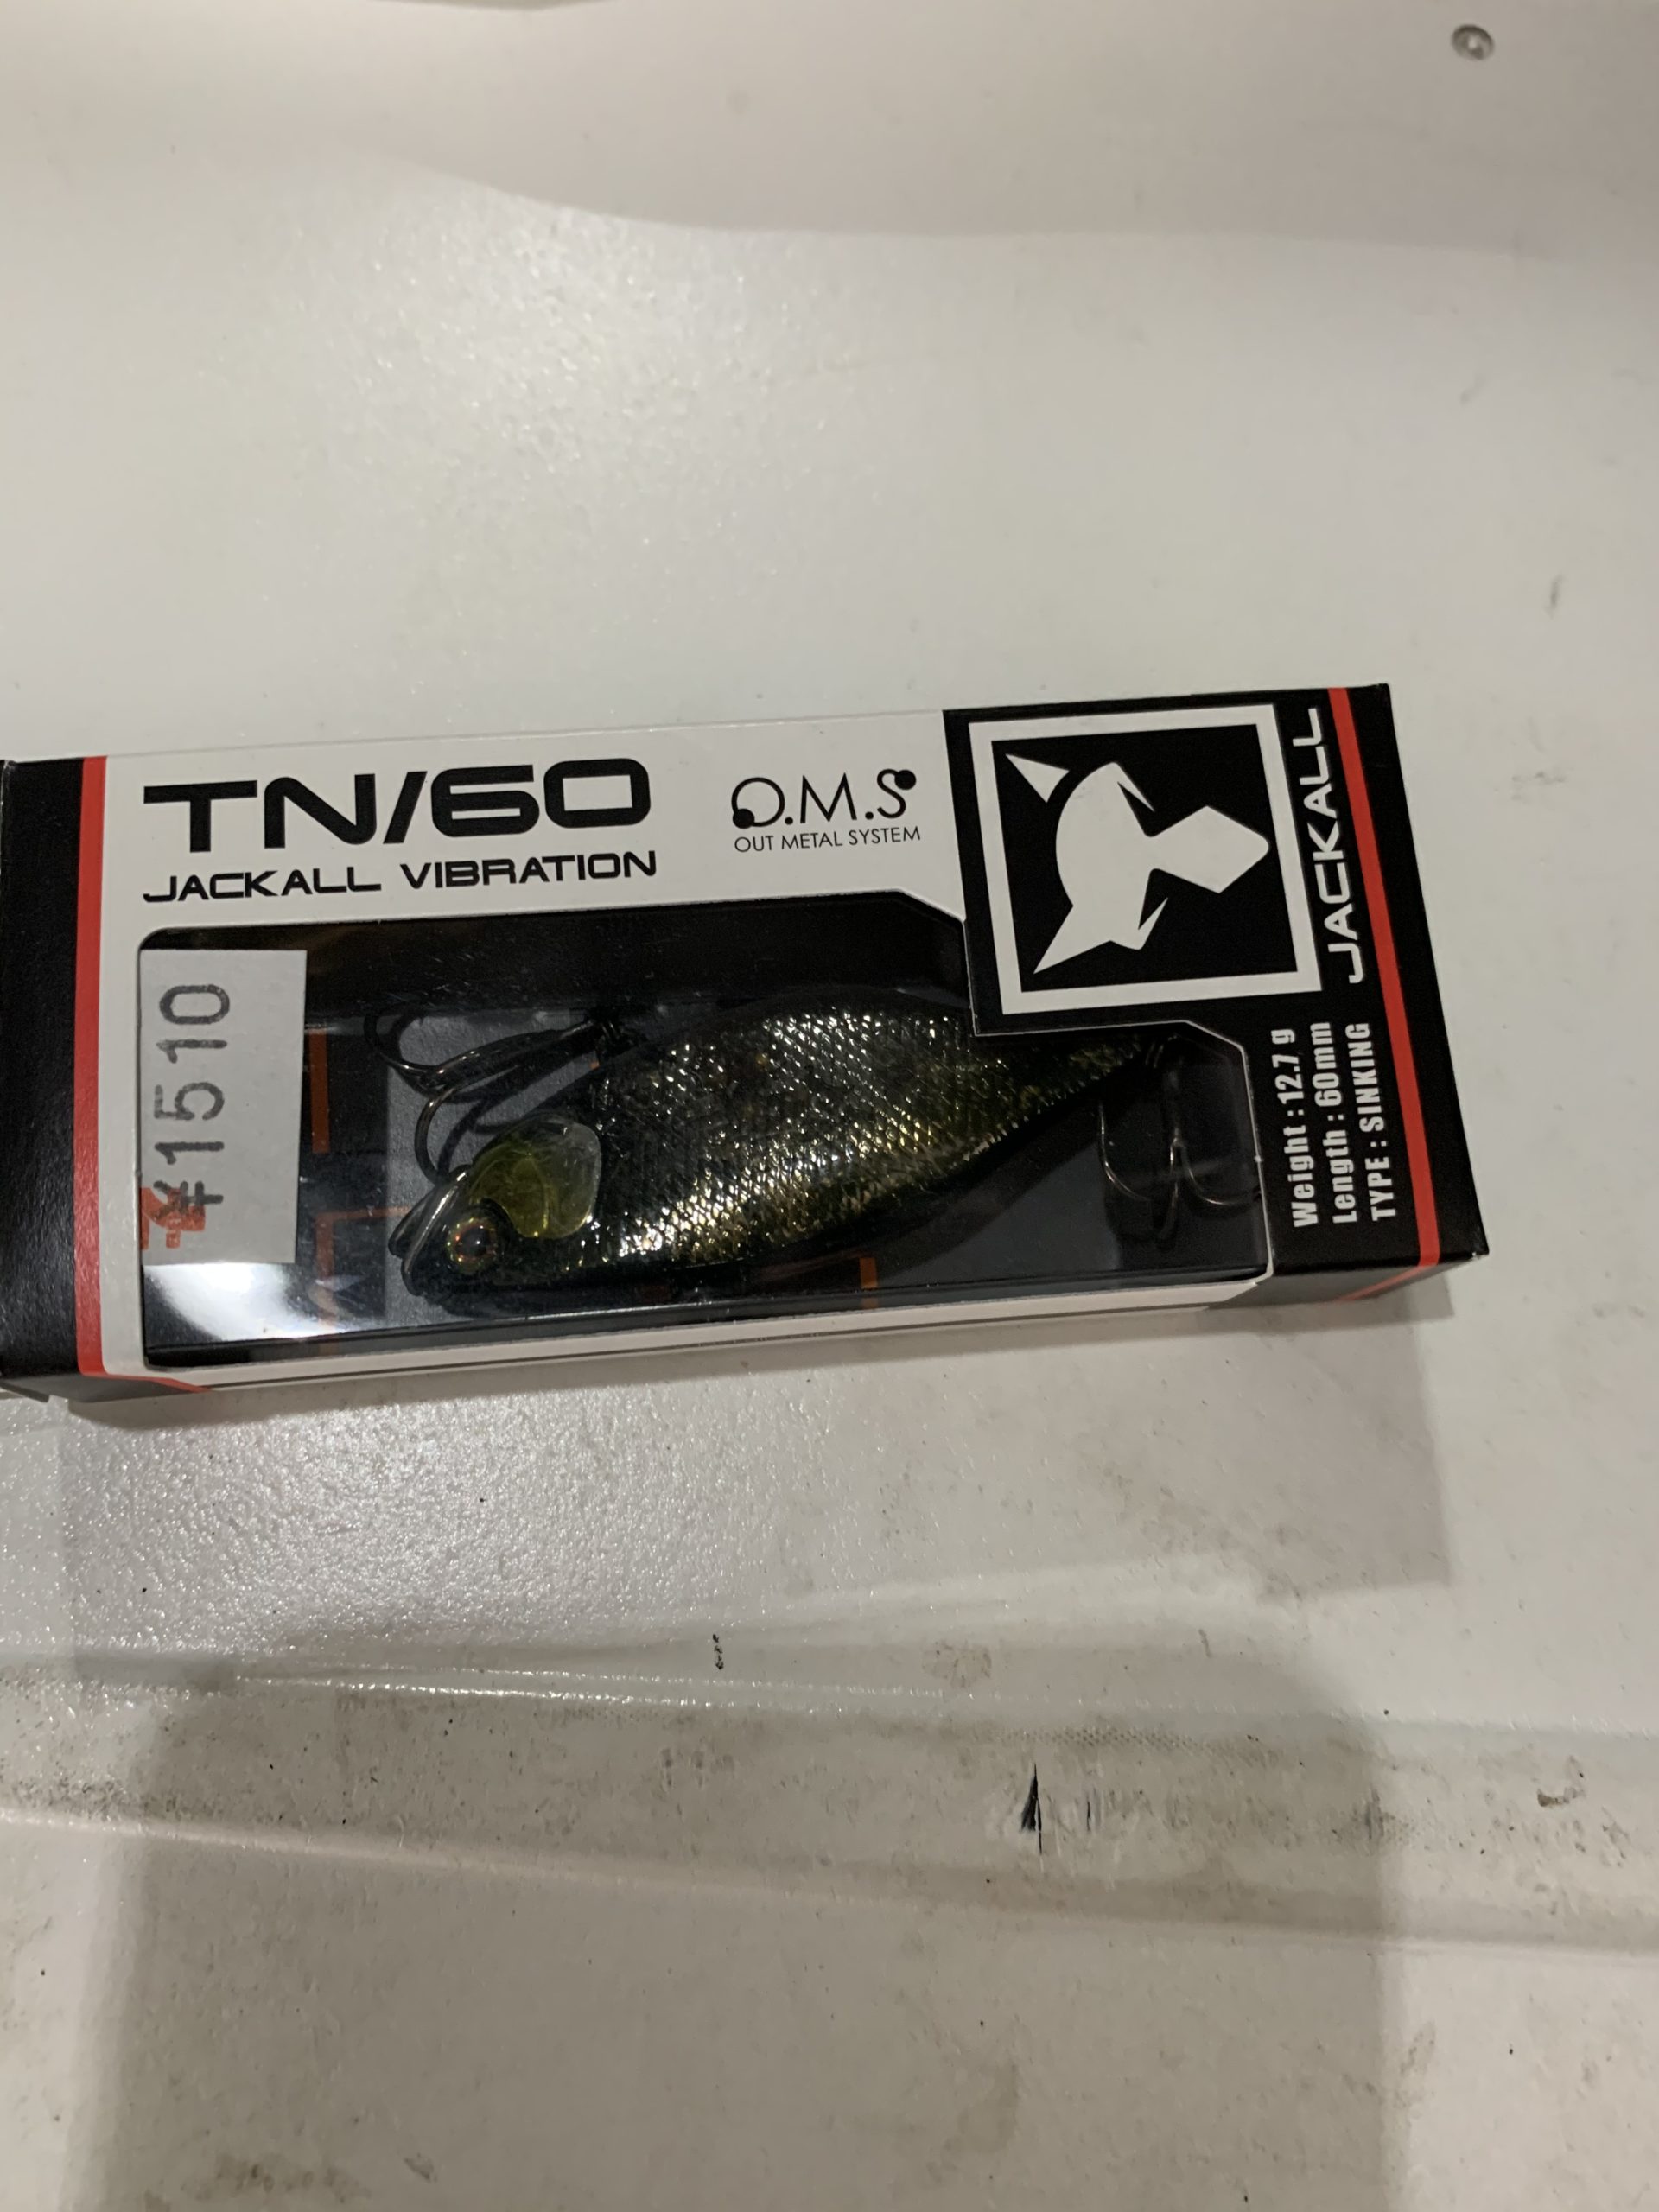 TN/60
JACKALL VIBRATION
O.M.S
OUT METAL SYSTEM
JACKALL
¥1510
Weight : 12.7 g
Length : 60mm
TYPE : SINKING